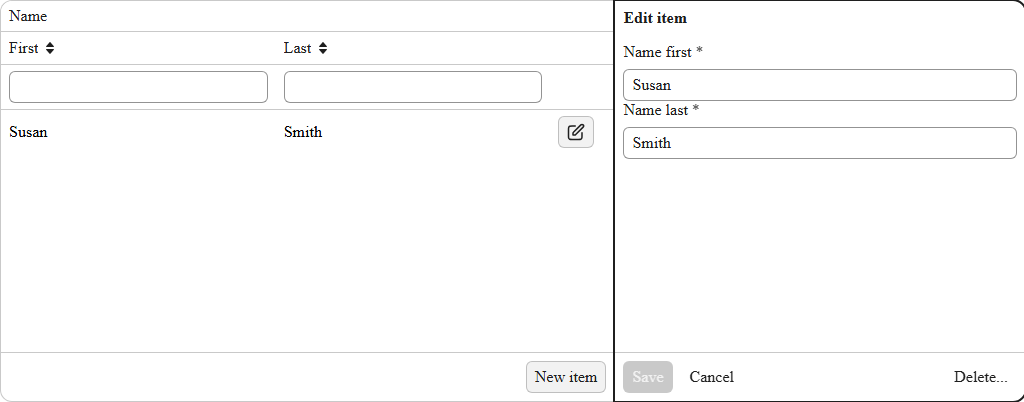 Name
First
Last
Susan
Smith
New item
Edit item
Name first *
Susan
Name last *
Smith
Save
Cancel
Delete...